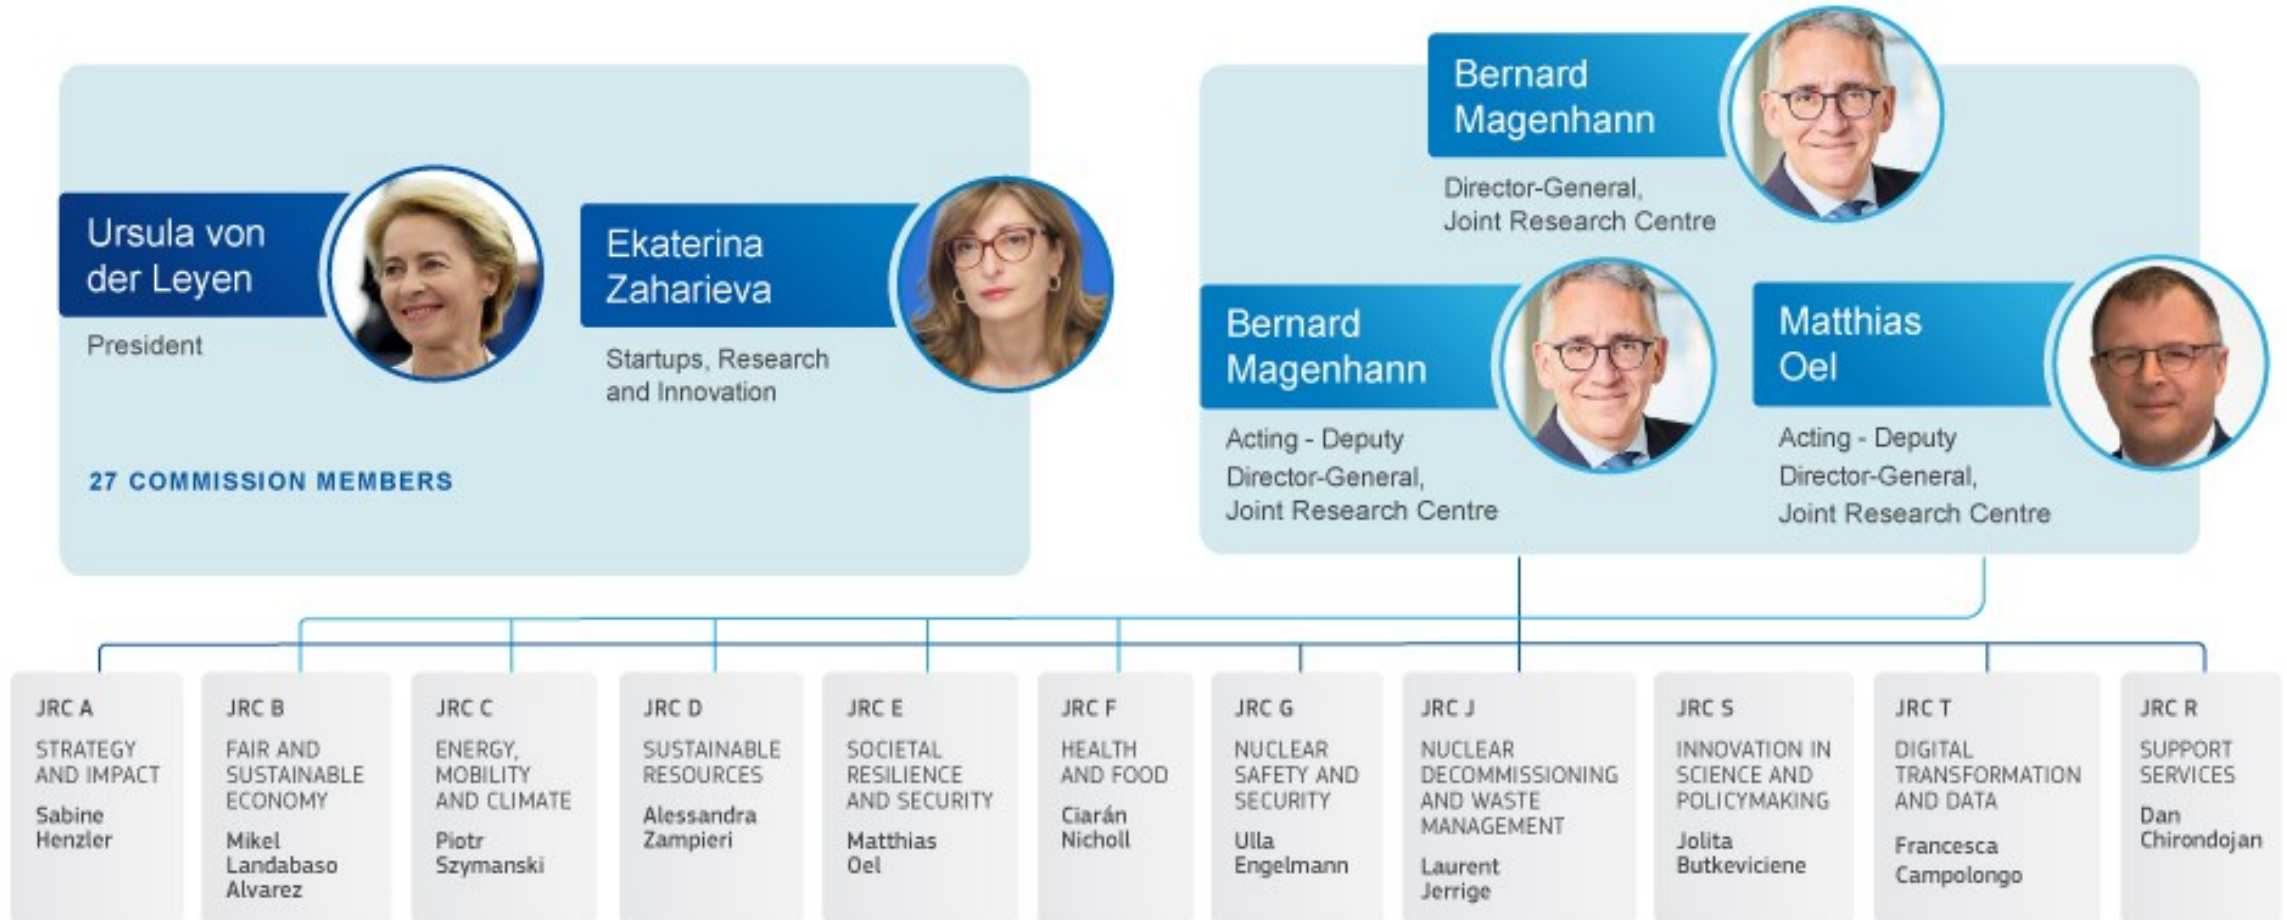 Ursula von
der Leyen
President
Ekaterina
Zaharieva
Startups, Research
and Innovation
27 COMMISSION MEMBERS
Bernard
Magenhann
Director-General,
Joint Research Centre
Bernard
Magenhann
Acting - Deputy
Director-General,
Joint Research Centre
Matthias
Oel
Acting - Deputy
Director-General,
Joint Research Centre
JRC A
STRATEGY
AND IMPACT
Sabine
Henzler
JRC B
FAIR AND
SUSTAINABLE
ECONOMY
Mikel
Landabaso
Alvarez
JRC C
ENERGY,
MOBILITY
AND CLIMATE
Piotr
Szymanski
JRC D
SUSTAINABLE
RESOURCES
Alessandra
Zampieri
JRC E
SOCIETAL
RESILIENCE
AND SECURITY
Matthias
Oel
JRC F
HEALTH
AND FOOD
Ciarán
Nicholl
JRC G
NUCLEAR
SAFETY AND
SECURITY
Ulla
Engelmann
JRC J
NUCLEAR
DECOMMISSIONING
AND WASTE
MANAGEMENT
Laurent
Jerrige
JRC S
INNOVATION IN
SCIENCE AND
POLICYMAKING
Jolita
Butkeviciene
JRC T
DIGITAL
TRANSFORMATION
AND DATA
Francesca
Campolongo
JRC R
SUPPORT
SERVICES
Dan
Chirondojan